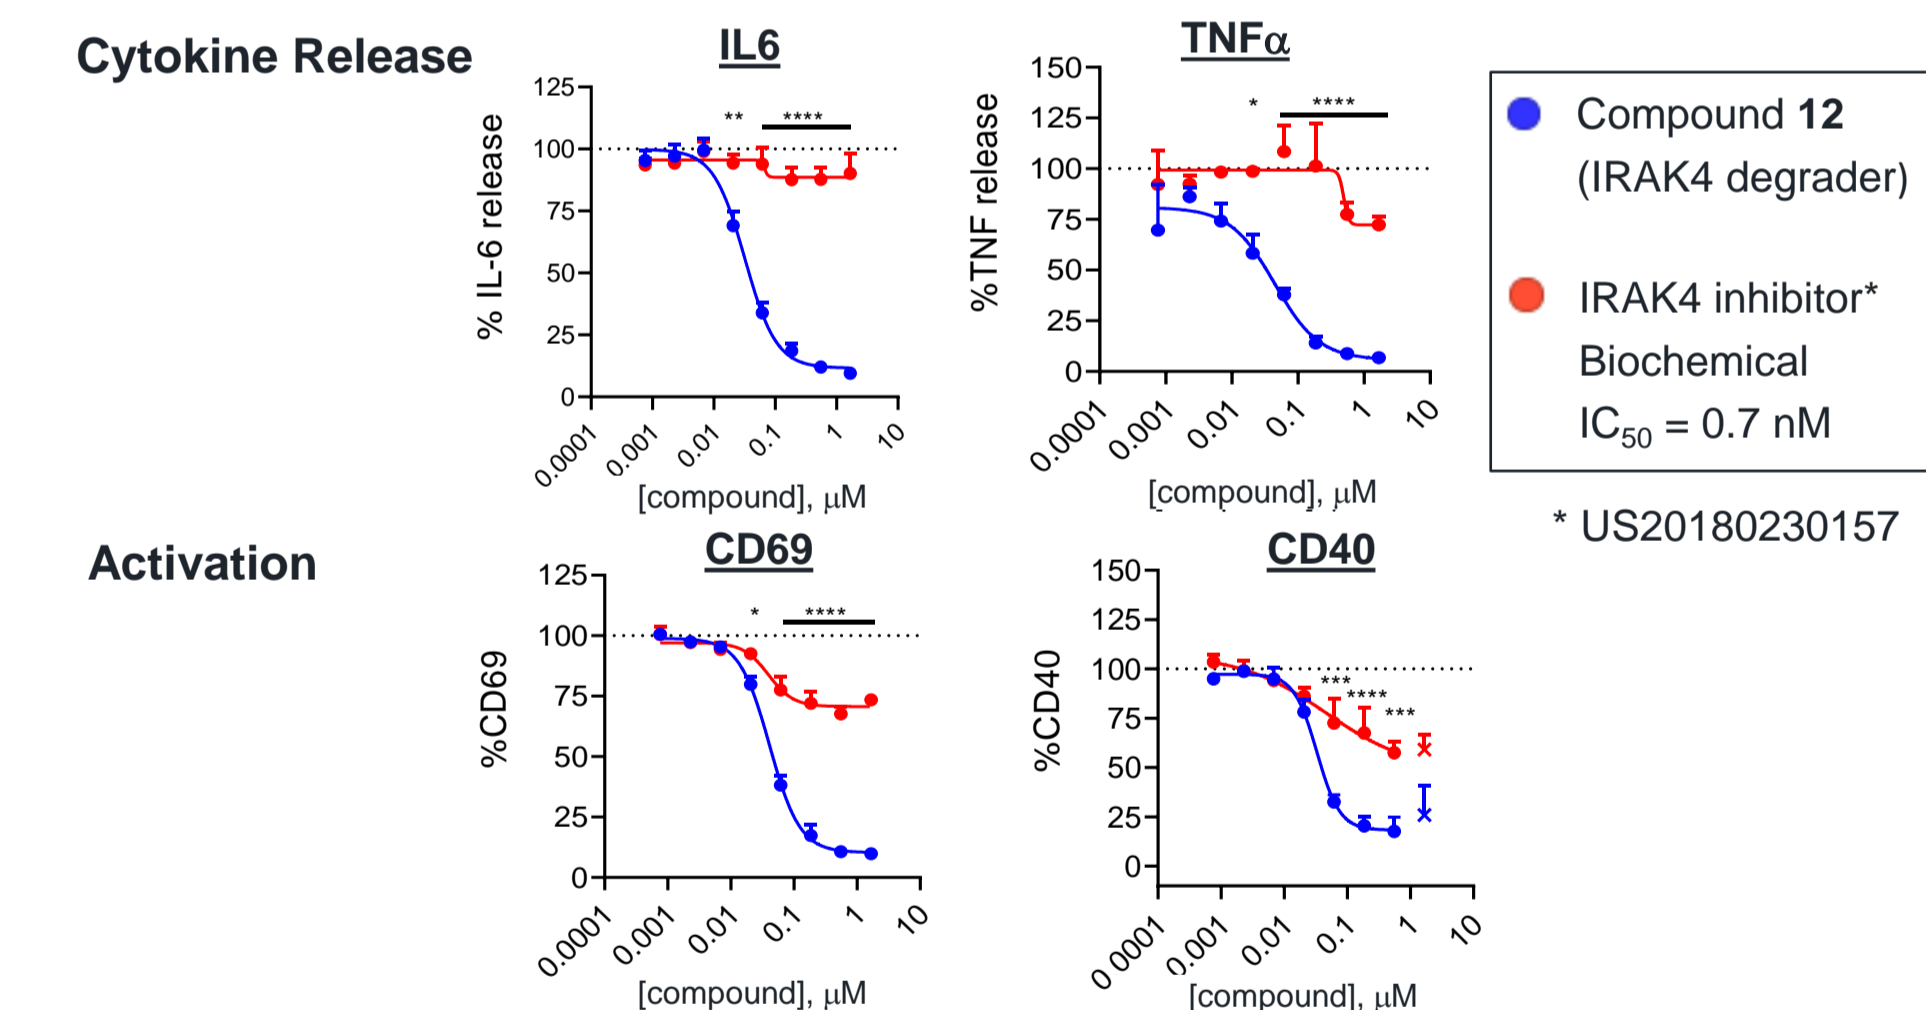 Cytokine Release
IL6
% IL-6 release
125
100
75
50
25
0
** ****
0.0001 0.001 0.01 0.1 1 10
[compound], μM
TNFα
%TNF release
150
125
100
75
50
25
0
* ****
0.0001 0.001 0.01 0.1 1 10
[compound], μM
Compound 12
(IRAK4 degrader)
IRAK4 inhibitor*
Biochemical
IC50 = 0.7 nM
* US20180230157
Activation
CD69
%CD69
125
100
75
50
25
0
* ****
0.0001 0.001 0.01 0.1 1 10
[compound], μM
CD40
%CD40
150
125
100
75
50
25
0
***
****
***
0 0001 0.001 0.01 0.1 1 10
[compound], μM